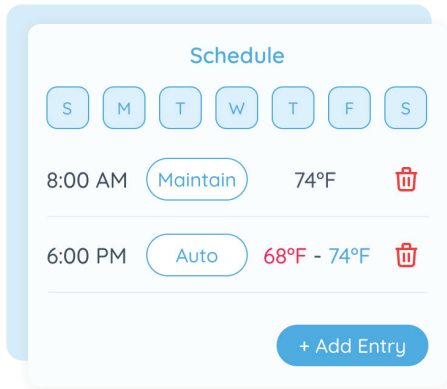 Schedule
S M T W T F S
8:00 AM Maintain 74°F
6:00 PM Auto 68°F - 74°F
+ Add Entry